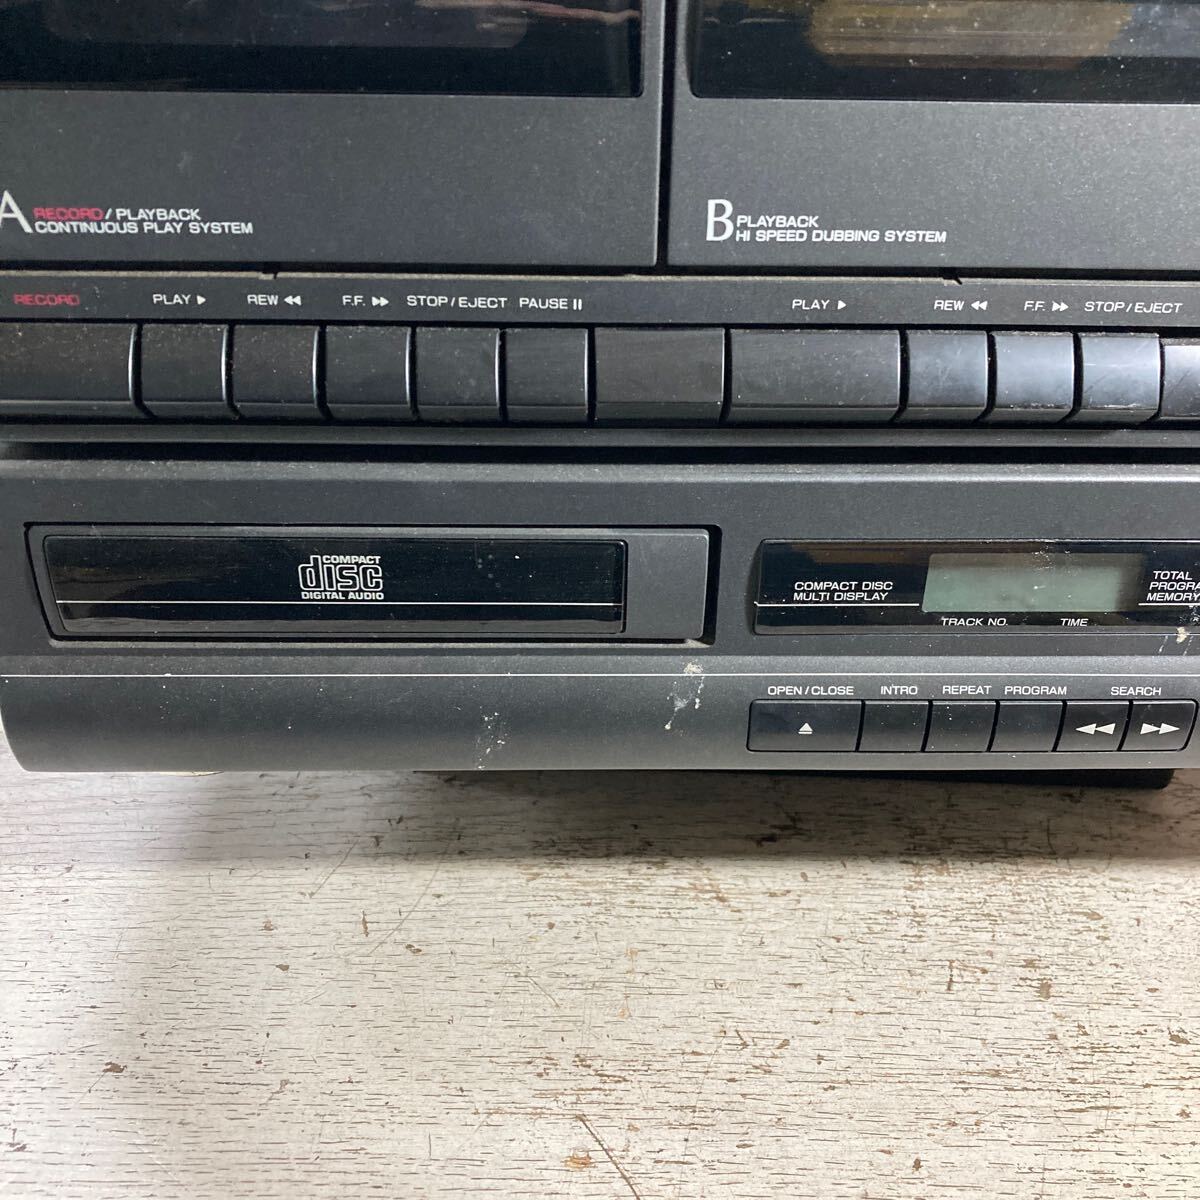 A RECORD / PLAYBACK
CONTINUOUS PLAY SYSTEM
B PLAYBACK
HI SPEED DUBBING SYSTEM
RECORD PLAY REW F.F. STOP / EJECT PAUSE
PLAY REW F.F. STOP / EJECT
COMPACT
disc
DIGITAL AUDIO
COMPACT DISC
MULTI DISPLAY
TRACK NO. TIME
TOTAL
PROGRA
MEMORY
OPEN / CLOSE INTRO REPEAT PROGRAM SEARCH